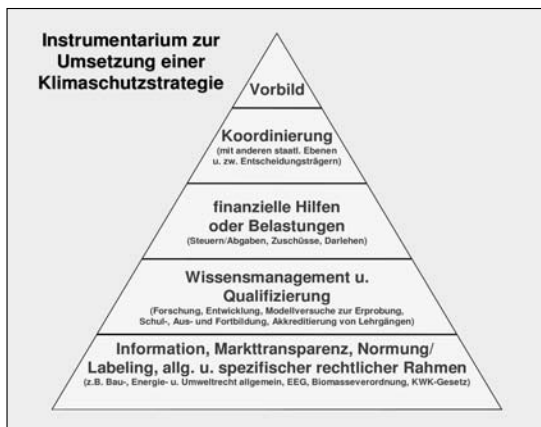 Instrumentarium zur
Umsetzung einer
Klimaschutzstrategie
Vorbild
Koordinierung
(mit anderen staatl. Ebenen
u. zw. Entscheidungsträgern)
finanzielle Hilfen
oder Belastungen
(Steuern/Abgaben, Zuschüsse, Darlehen)
Wissensmanagement u.
Qualifizierung
(Forschung, Entwicklung, Modellversuche zur Erprobung,
Schul-, Aus- und Fortbildung, Akkreditierung von Lehrgängen)
Information, Markttransparenz, Normung/
Labeling, allg. u. spezifischer rechtlicher Rahmen
(z.B. Bau-, Energie- u. Umweltrecht allgemein, EEG, Biomasseverordnung, KWK-Gesetz)